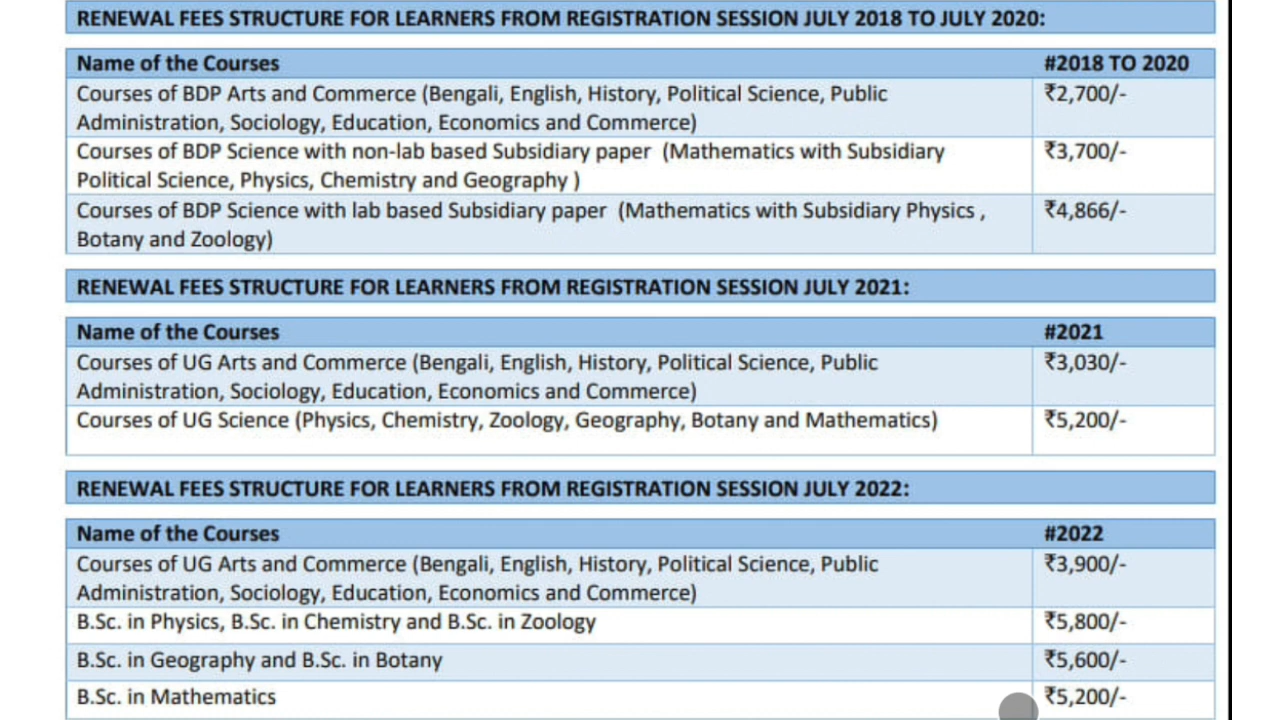 RENEWAL FEES STRUCTURE FOR LEARNERS FROM REGISTRATION SESSION JULY 2018 TO JULY 2020:
Name of the Courses #2018 TO 2020
Courses of BDP Arts and Commerce (Bengali, English, History, Political Science, Public ₹2,700/-
Administration, Sociology, Education, Economics and Commerce)
Courses of BDP Science with non-lab based Subsidiary paper (Mathematics with Subsidiary ₹3,700/-
Political Science, Physics, Chemistry and Geography )
Courses of BDP Science with lab based Subsidiary paper (Mathematics with Subsidiary Physics , ₹4,866/-
Botany and Zoology)
RENEWAL FEES STRUCTURE FOR LEARNERS FROM REGISTRATION SESSION JULY 2021:
Name of the Courses #2021
Courses of UG Arts and Commerce (Bengali, English, History, Political Science, Public ₹3,030/-
Administration, Sociology, Education, Economics and Commerce)
Courses of UG Science (Physics, Chemistry, Zoology, Geography, Botany and Mathematics) ₹5,200/-
RENEWAL FEES STRUCTURE FOR LEARNERS FROM REGISTRATION SESSION JULY 2022:
Name of the Courses #2022
Courses of UG Arts and Commerce (Bengali, English, History, Political Science, Public ₹3,900/-
Administration, Sociology, Education, Economics and Commerce)
B.Sc. in Physics, B.Sc. in Chemistry and B.Sc. in Zoology ₹5,800/-
B.Sc. in Geography and B.Sc. in Botany ₹5,600/-
B.Sc. in Mathematics ₹5,200/-